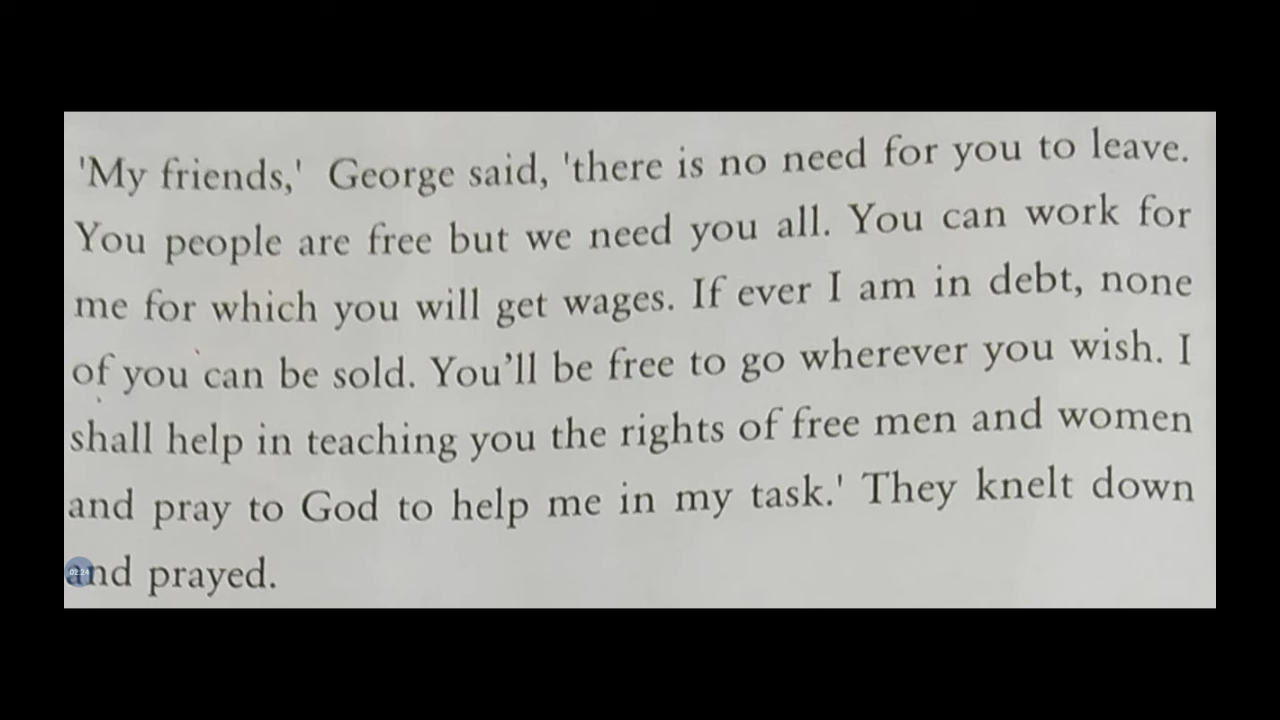 'My friends,' George said, 'there is no need for you to leave.
You people are free but we need you all. You can work for
me for which you will get wages. If ever I am in debt, none
of you can be sold. You’ll be free to go wherever you wish. I
shall help in teaching you the rights of free men and women
and pray to God to help me in my task.' They knelt down
and prayed.
02:24